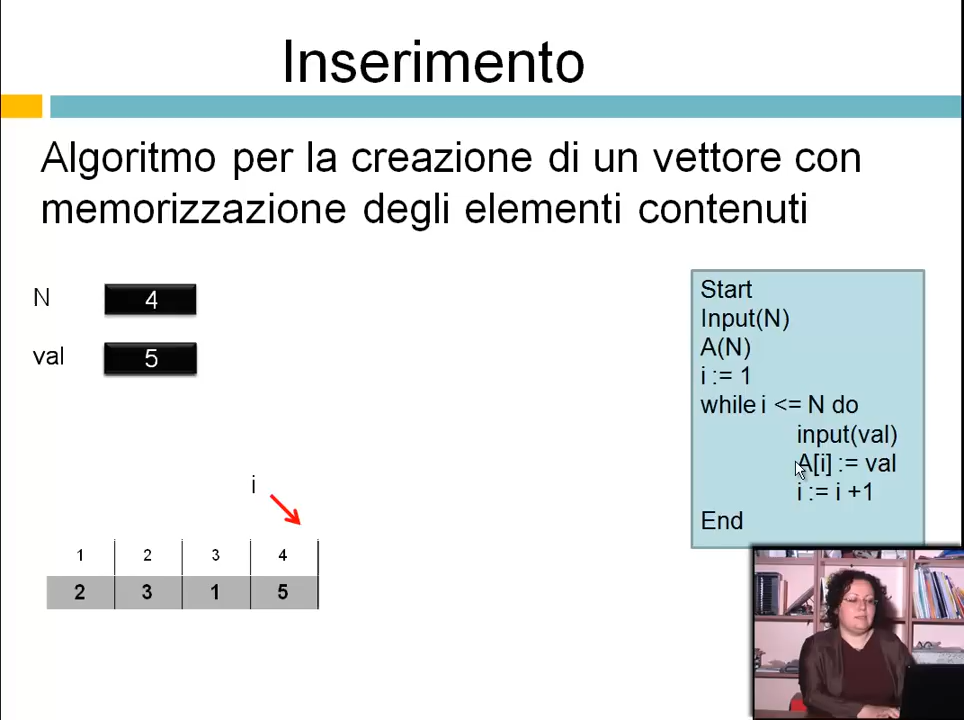 Inserimento
Algoritmo per la creazione di un vettore con
memorizzazione degli elementi contenuti
N 4
val 5
Start
Input(N)
A(N)
i := 1
while i <= N do
input(val)
A[i] := val
i := i +1
End
i
1 2 3 4
2 3 1 5